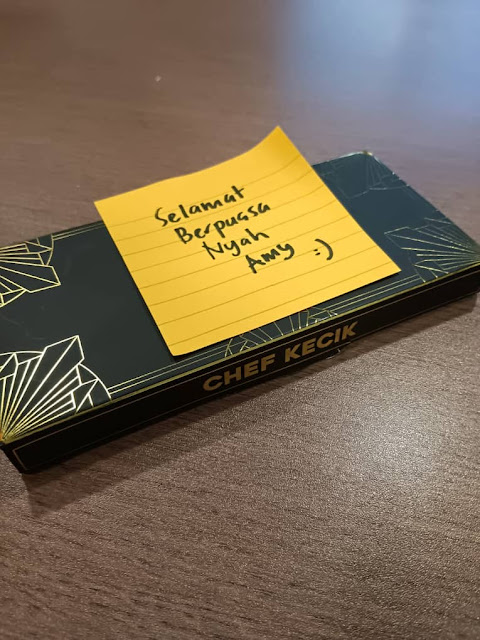 Selamat
Berpuasa
Nyah
Amy :)
CHEF KECIK